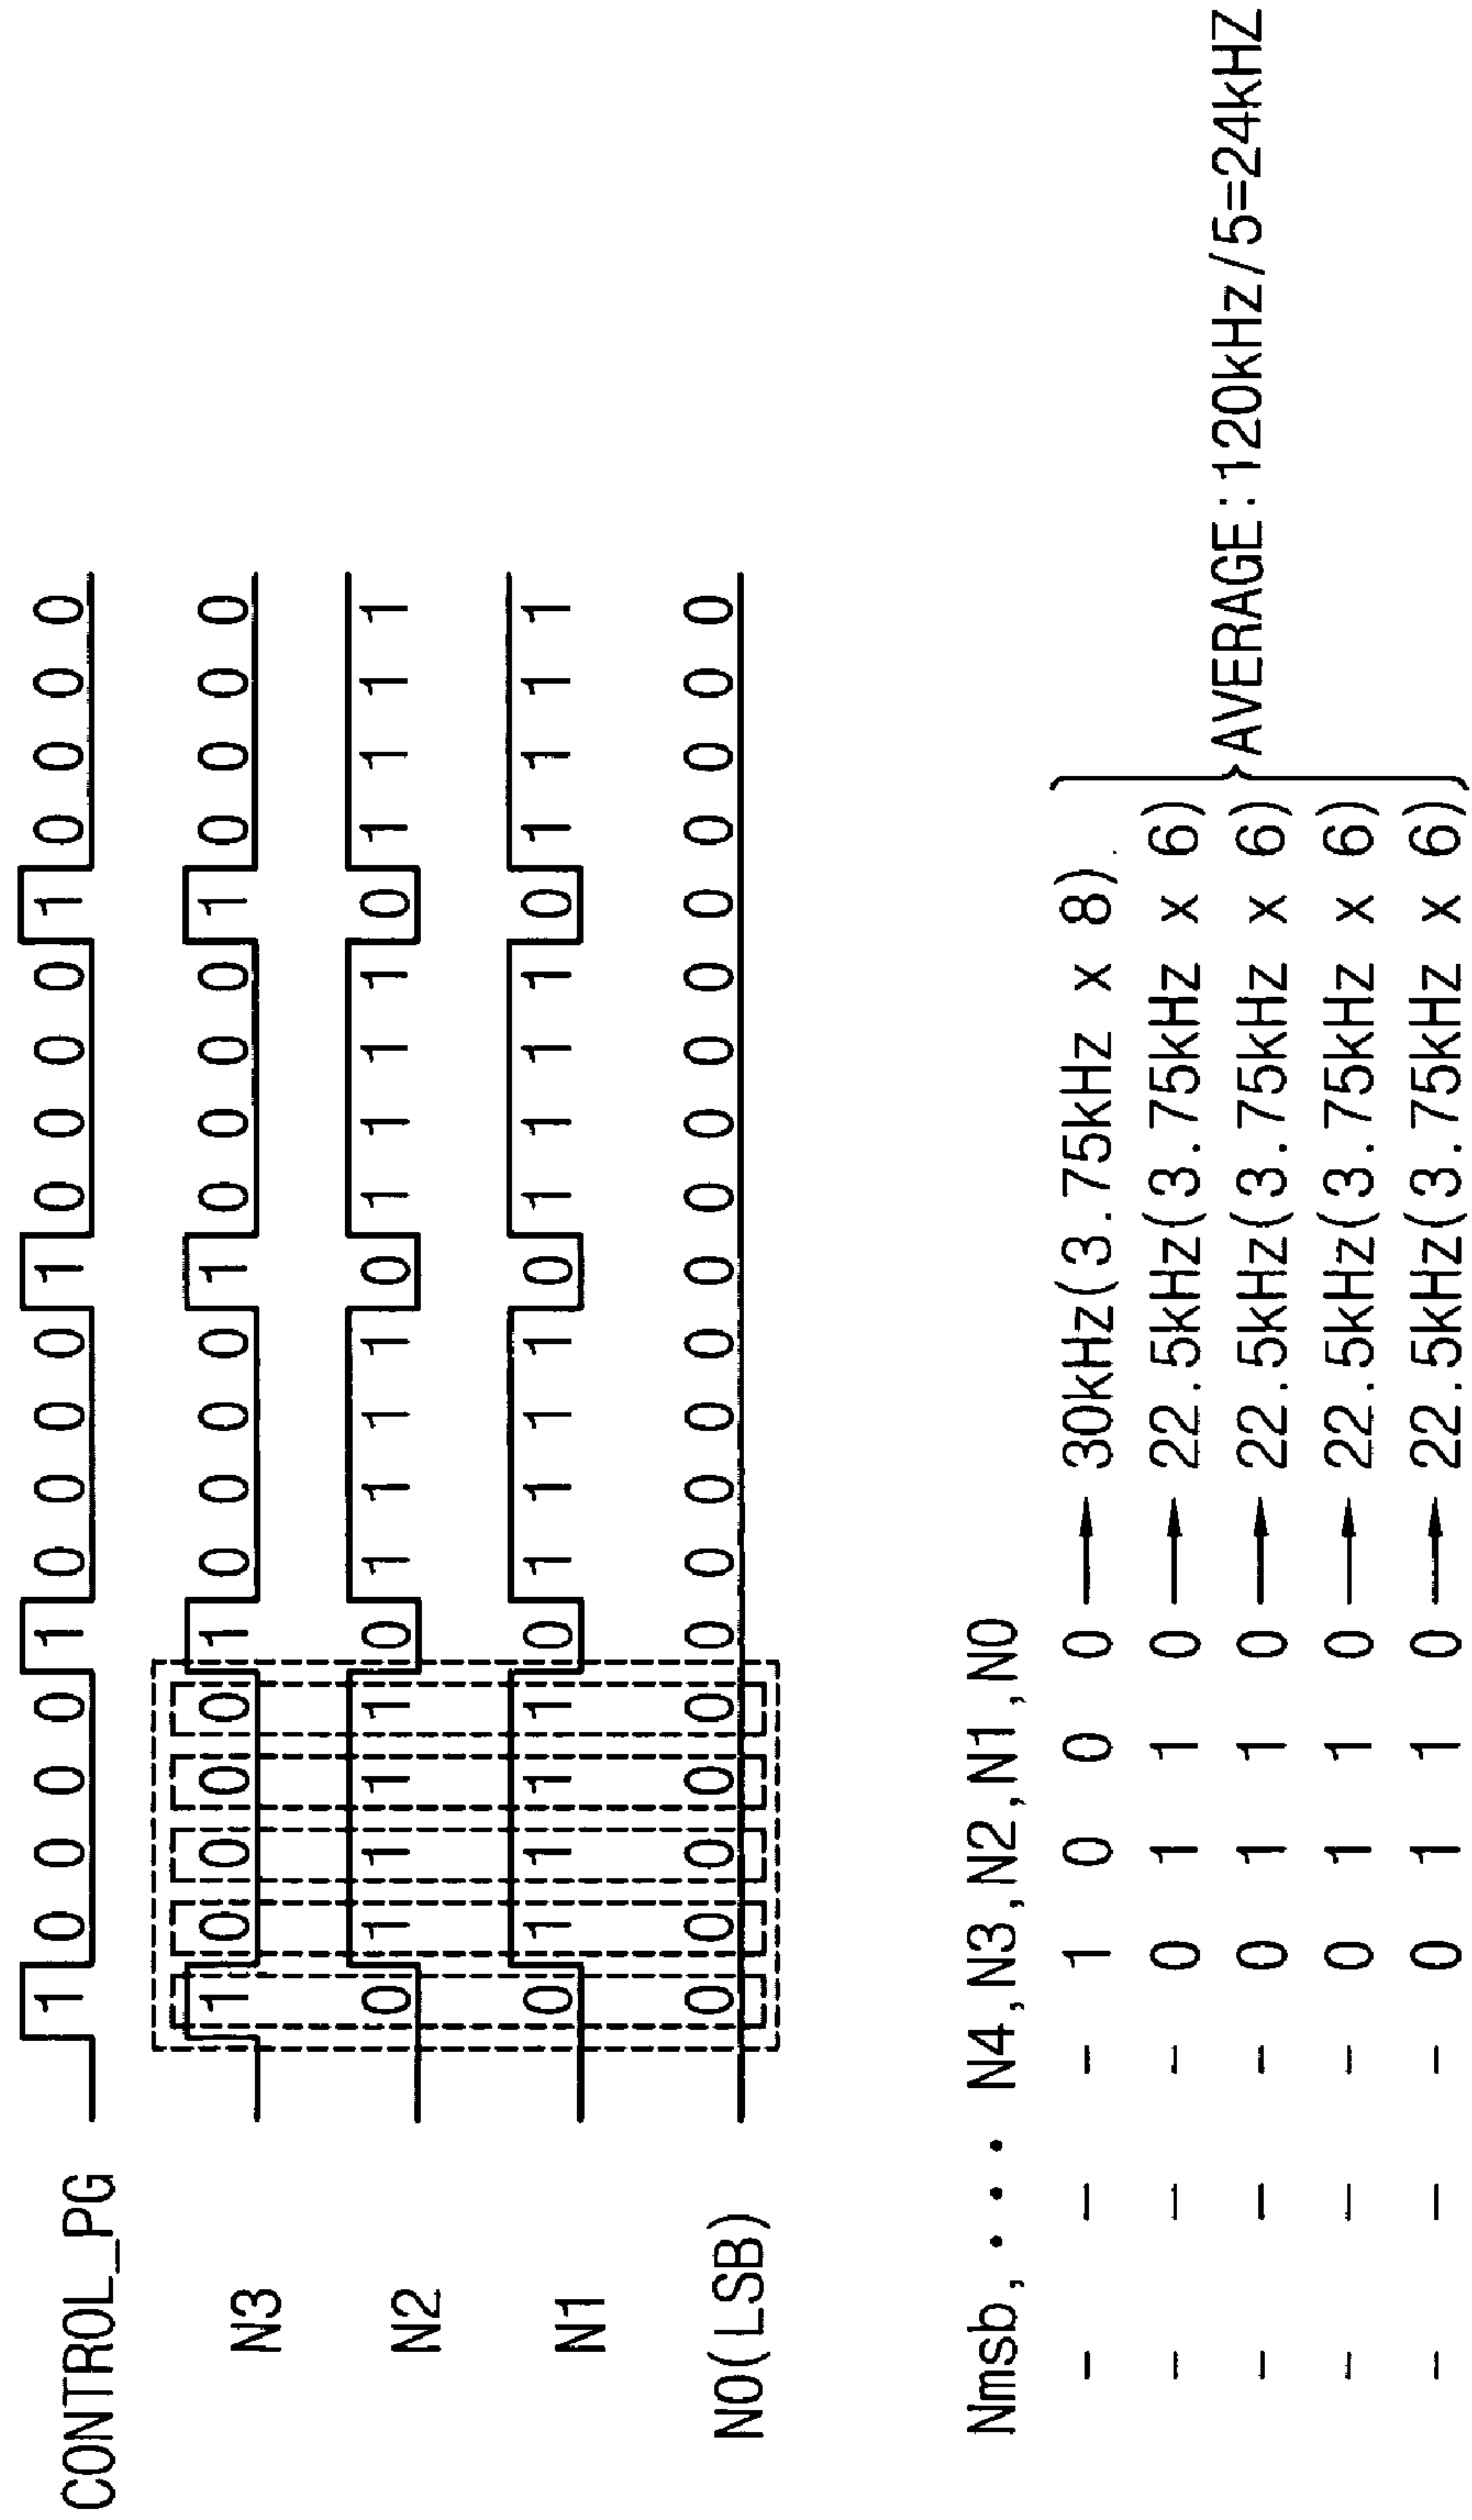 CONTROL_PG 1 0 0 0 0 1 0 0 0 0 1 0 0 0 0 1 0 0 0 0
N3 1 0 0 0 0 1 0 0 0 0 1 0 0 0 0 1 0 0 0 0
N2 0 1 1 1 1 0 1 1 1 1 0 1 1 1 1 0 1 1 1 1
N1 0 1 1 1 1 0 1 1 1 1 0 1 1 1 1 0 1 1 1 1
N0(LSB) 0 0 0 0 0 0 0 0 0 0 0 0 0 0 0 0 0 0 0 0
Nmsb, • • • N4,N3,N2,N1,N0
- - - 1 0 0 0 → 30kHz(3.75kHz x 8)
- - - 0 1 1 0 → 22.5kHz(3.75kHz x 6)
- - - 0 1 1 0 → 22.5kHz(3.75kHz x 6)
- - - 0 1 1 0 → 22.5kHz(3.75kHz x 6)
- - - 0 1 1 0 → 22.5kHz(3.75kHz x 6)
AVERAGE:120kHz/5=24kHZ